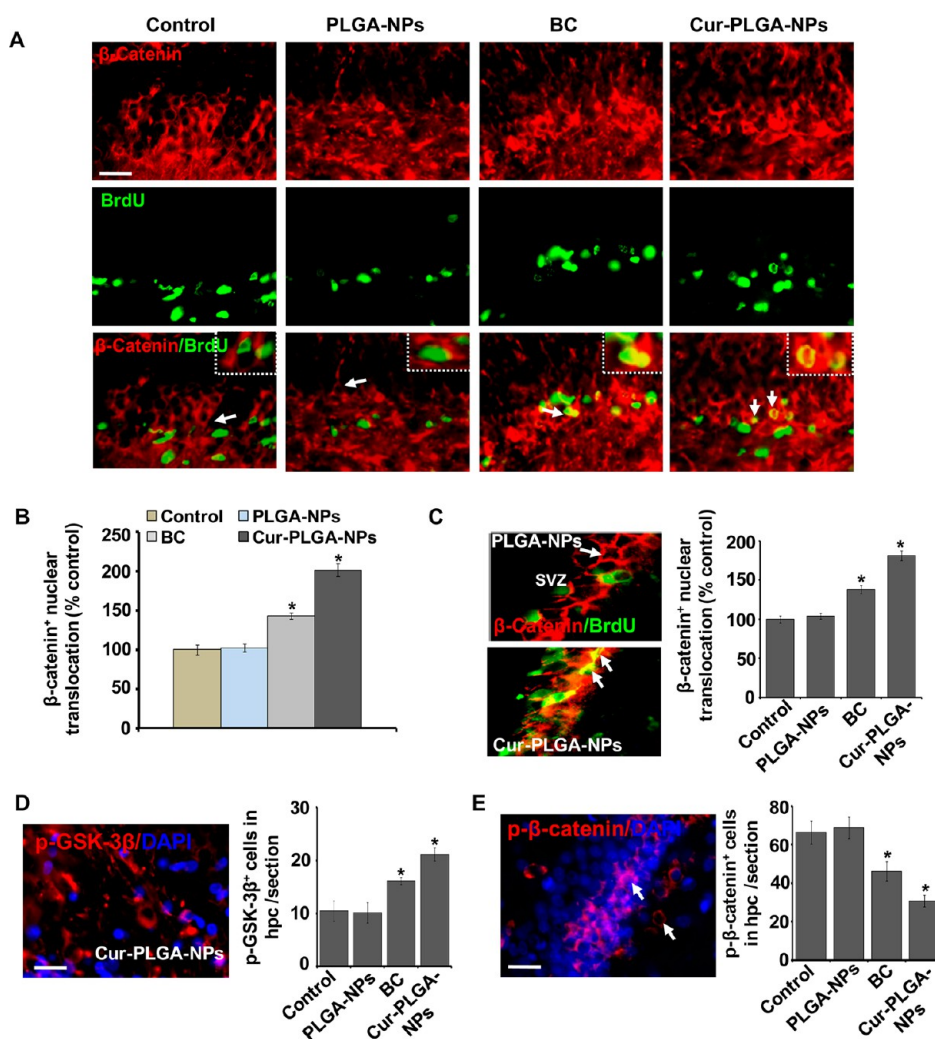 Control PLGA-NPs BC Cur-PLGA-NPs
A
β-Catenin
BrdU
β-Catenin/BrdU
B
Control PLGA-NPs
BC Cur-PLGA-NPs
β-catenin⁺ nuclear
translocation (% control)
250
200
150
100
50
0
*
*
C
PLGA-NPs
SVZ
β-Catenin/BrdU
Cur-PLGA-NPs
β-catenin⁺ nuclear
translocation (% control)
200
150
100
50
0
*
*
Control
PLGA-NPs
BC
Cur-PLGA-
NPs
D
p-GSK-3β/DAPI
Cur-PLGA-NPs
p-GSK-3β⁺ cells in
hpc /section
30
20
10
0
*
*
Control
PLGA-NPs
BC
Cur-PLGA-
NPs
E
p-β-catenin/DAPI
p-β-catenin⁺ cells
in hpc /section
80
60
40
20
0
*
*
Control
PLGA-NPs
BC
Cur-PLGA-
NPs